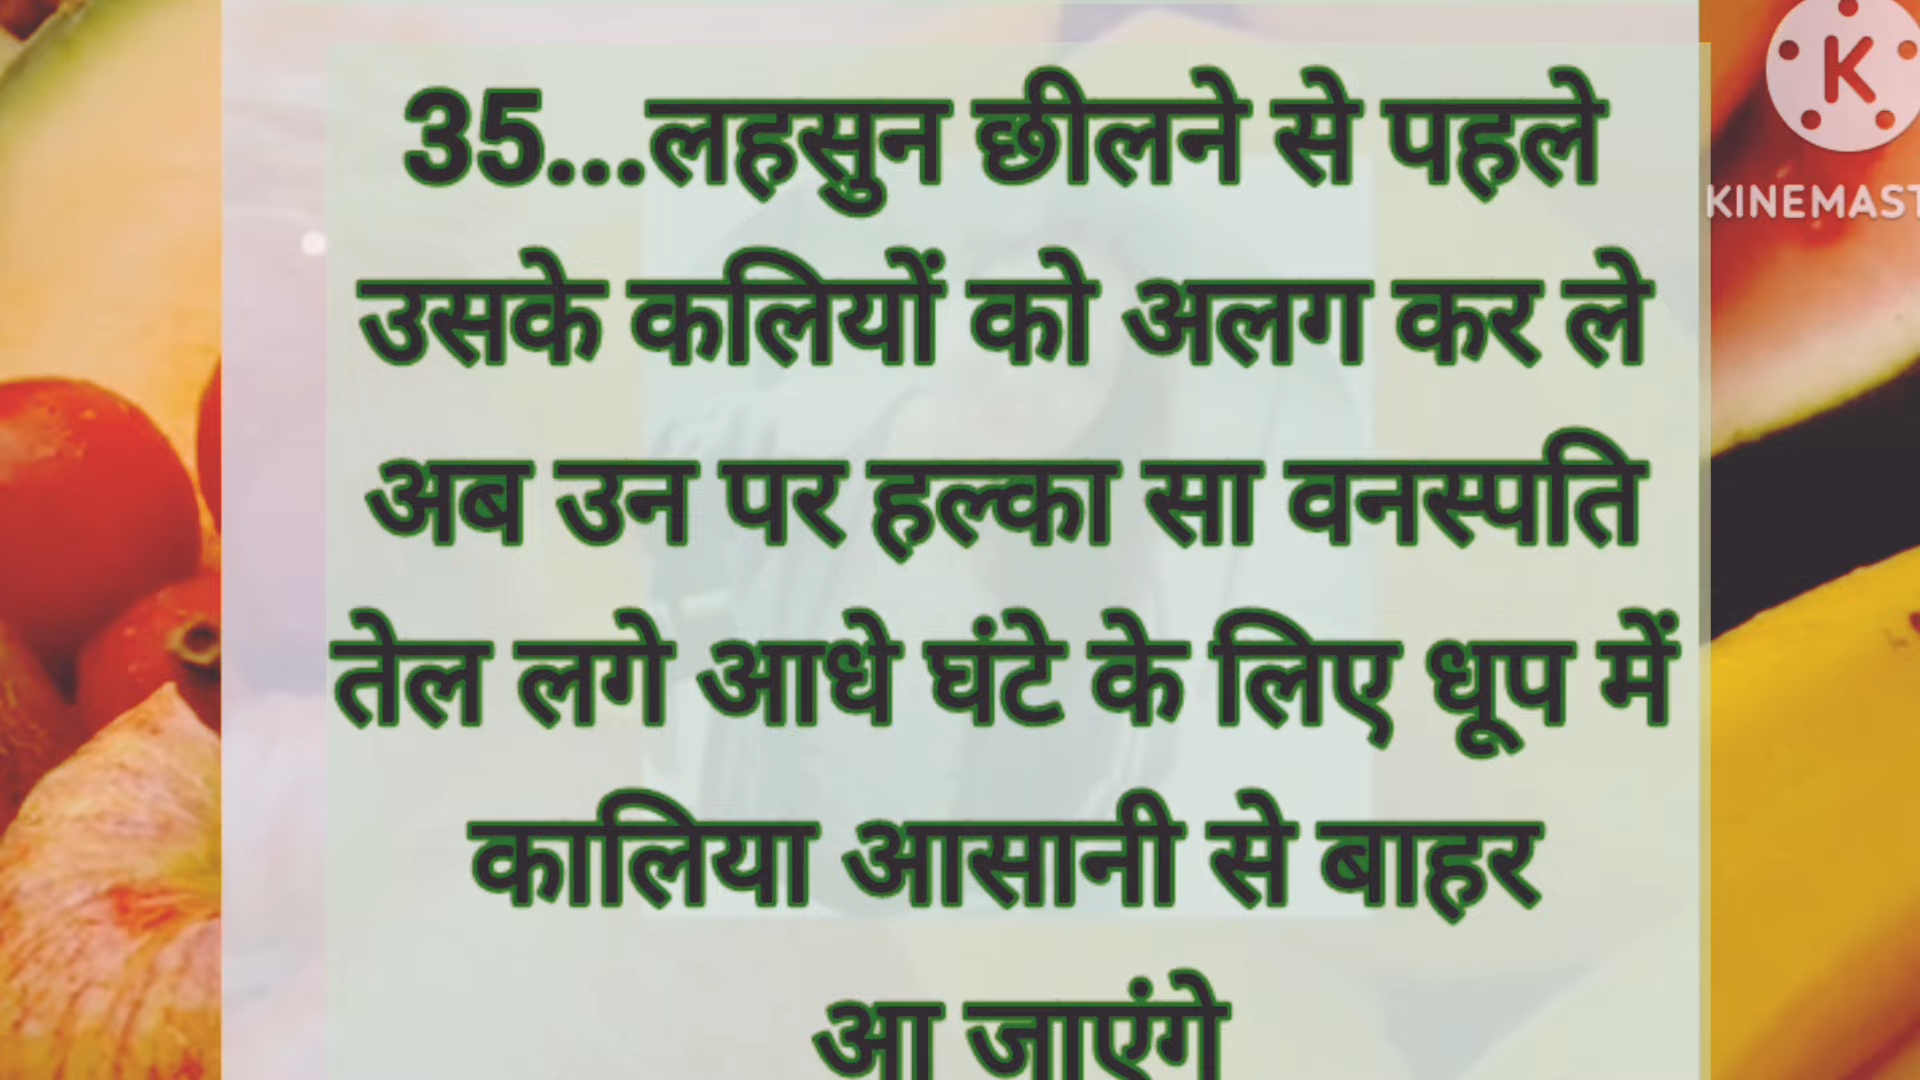 35...लहसुन छीलने से पहले
उसके कलियों को अलग कर ले
अब उन पर हल्का सा वनस्पति
तेल लगे आधे घंटे के लिए धूप में
कालिया आसानी से बाहर
आ जाएंगे
K
KINEMAST